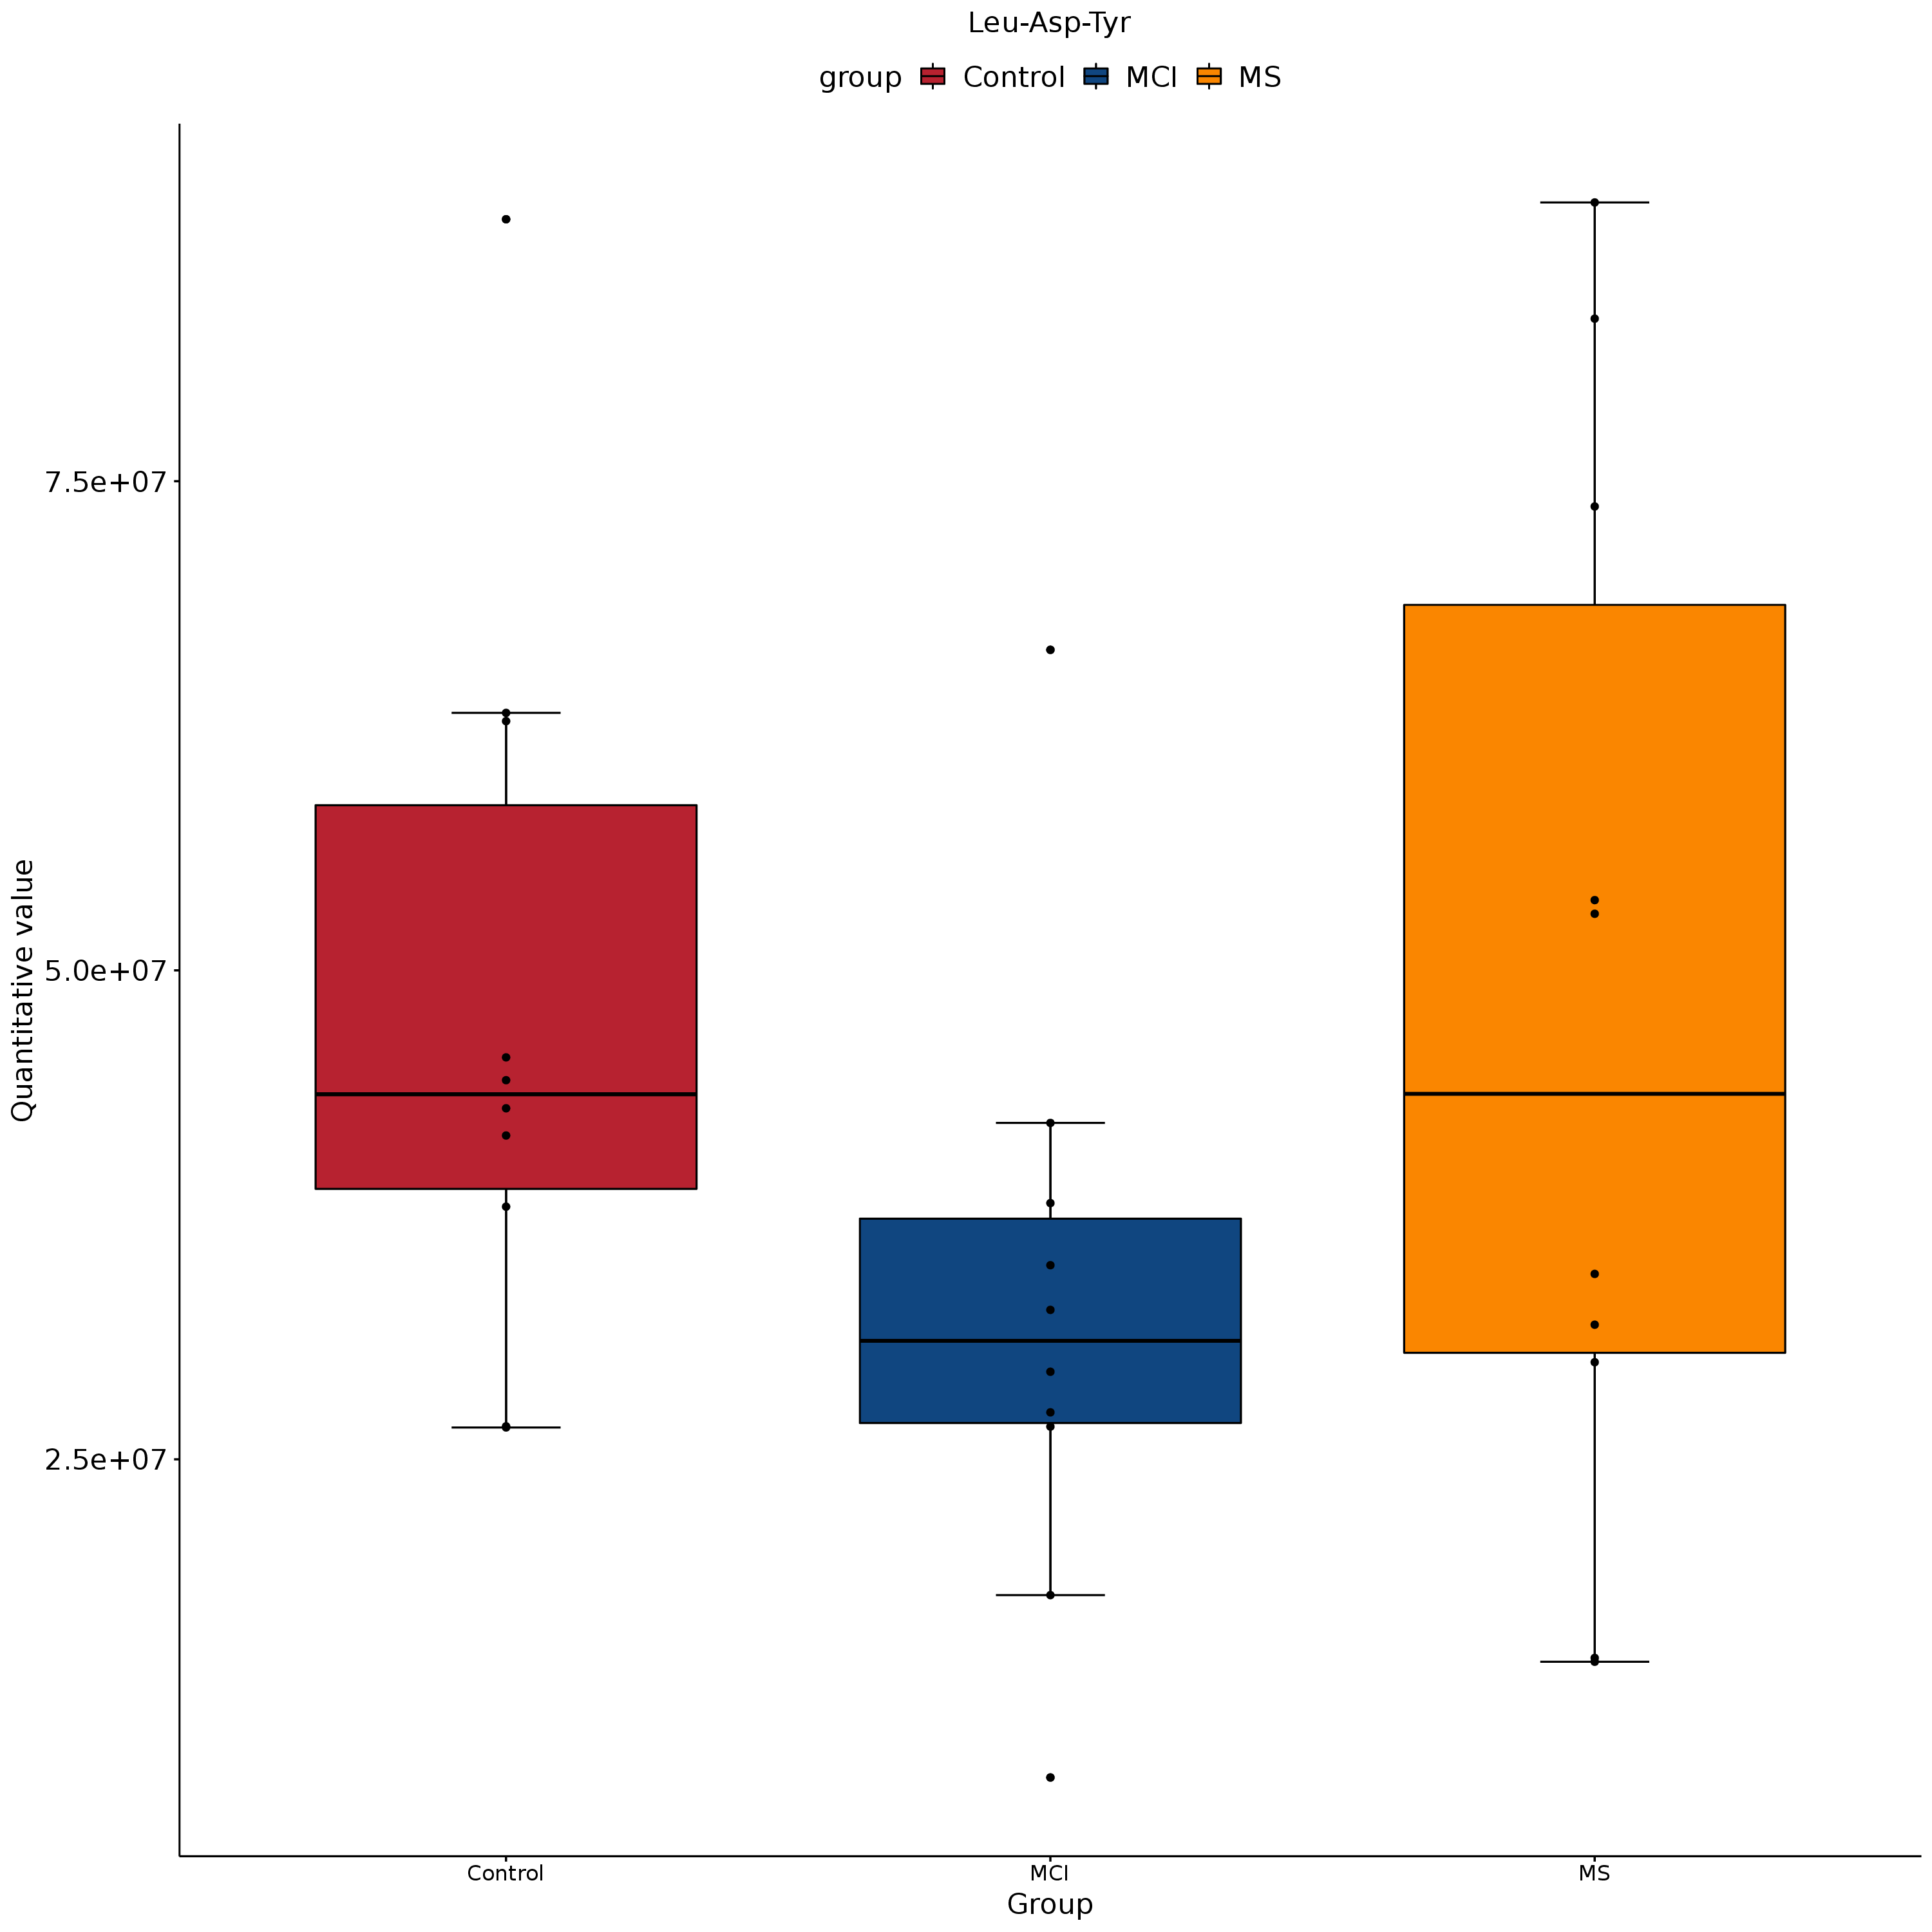 Leu-Asp-Tyr
group Control MCI MS
7.5e+07
5.0e+07
2.5e+07
Quantitative value
Control MCI MS
Group